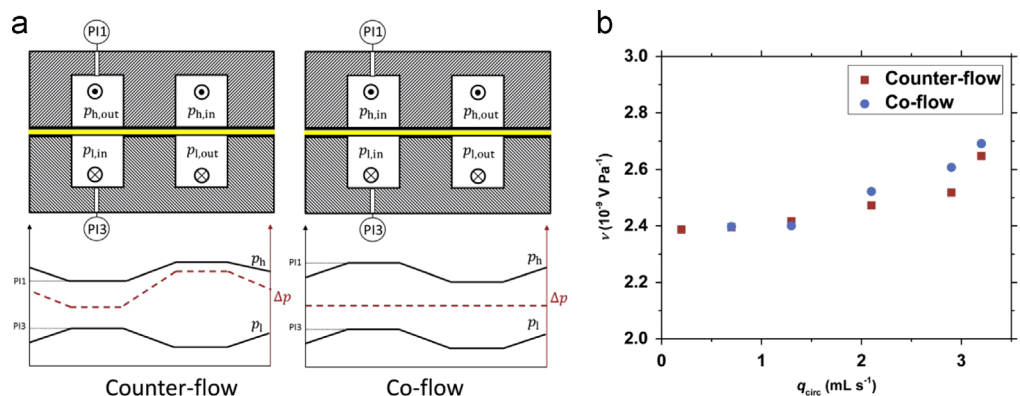 a
PI1
p_h,out
p_h,in
p_l,in
p_l,out
PI3
PI1
p_h
Δp
PI3
p_l
Counter-flow
PI1
p_h,in
p_h,out
p_l,in
p_l,out
PI3
PI1
p_h
Δp
PI3
p_l
Co-flow
b
3.0
2.8
2.6
2.4
2.2
2.0
ν (10⁻⁹ V Pa⁻¹)
Counter-flow
Co-flow
0 1 2 3
q_circ (mL s⁻¹)